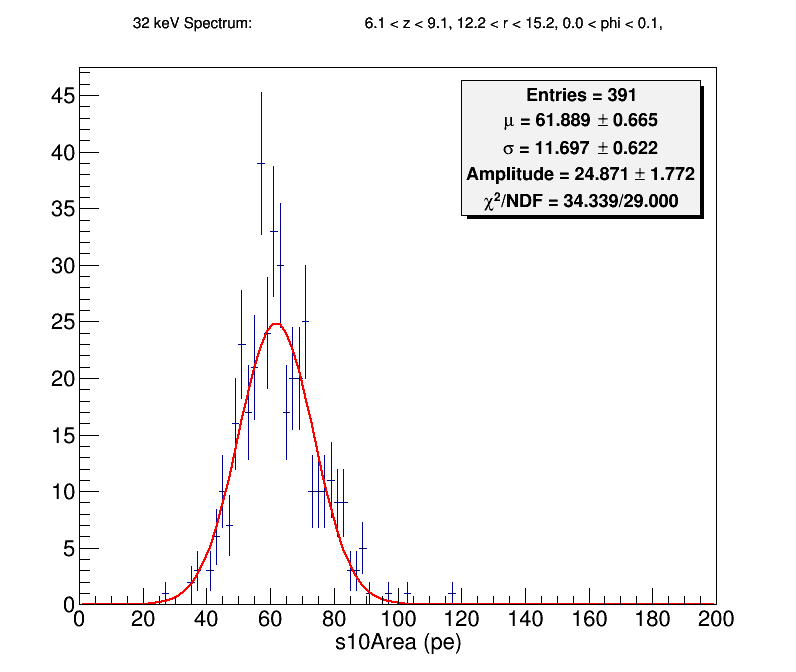 32 keV Spectrum: 6.1 < z < 9.1, 12.2 < r < 15.2, 0.0 < phi < 0.1,
Entries = 391
μ = 61.889 ± 0.665
σ = 11.697 ± 0.622
Amplitude = 24.871 ± 1.772
χ²/NDF = 34.339/29.000
45
40
35
30
25
20
15
10
5
0
0 20 40 60 80 100 120 140 160 180 200
s10Area (pe)